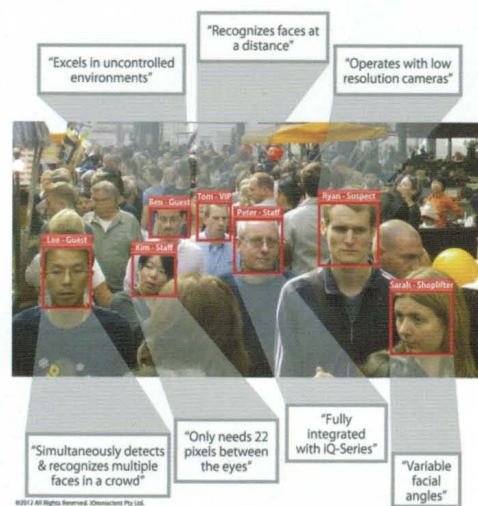 "Recognizes faces at
a distance"
"Excels in uncontrolled
environments"
"Operates with low
resolution cameras"
Ben - Guest
Tom - VIP
Ryan - Suspect
Peter - Staff
Lee - Guest
Kim - Staff
Sarah - Shoplifter
"Simultaneously detects
& recognizes multiple
faces in a crowd"
"Only needs 22
pixels between
the eyes"
"Fully
integrated
with iQ-Series"
"Variable
facial
angles"
©2012 All Rights Reserved. iOmniscient Pty Ltd.